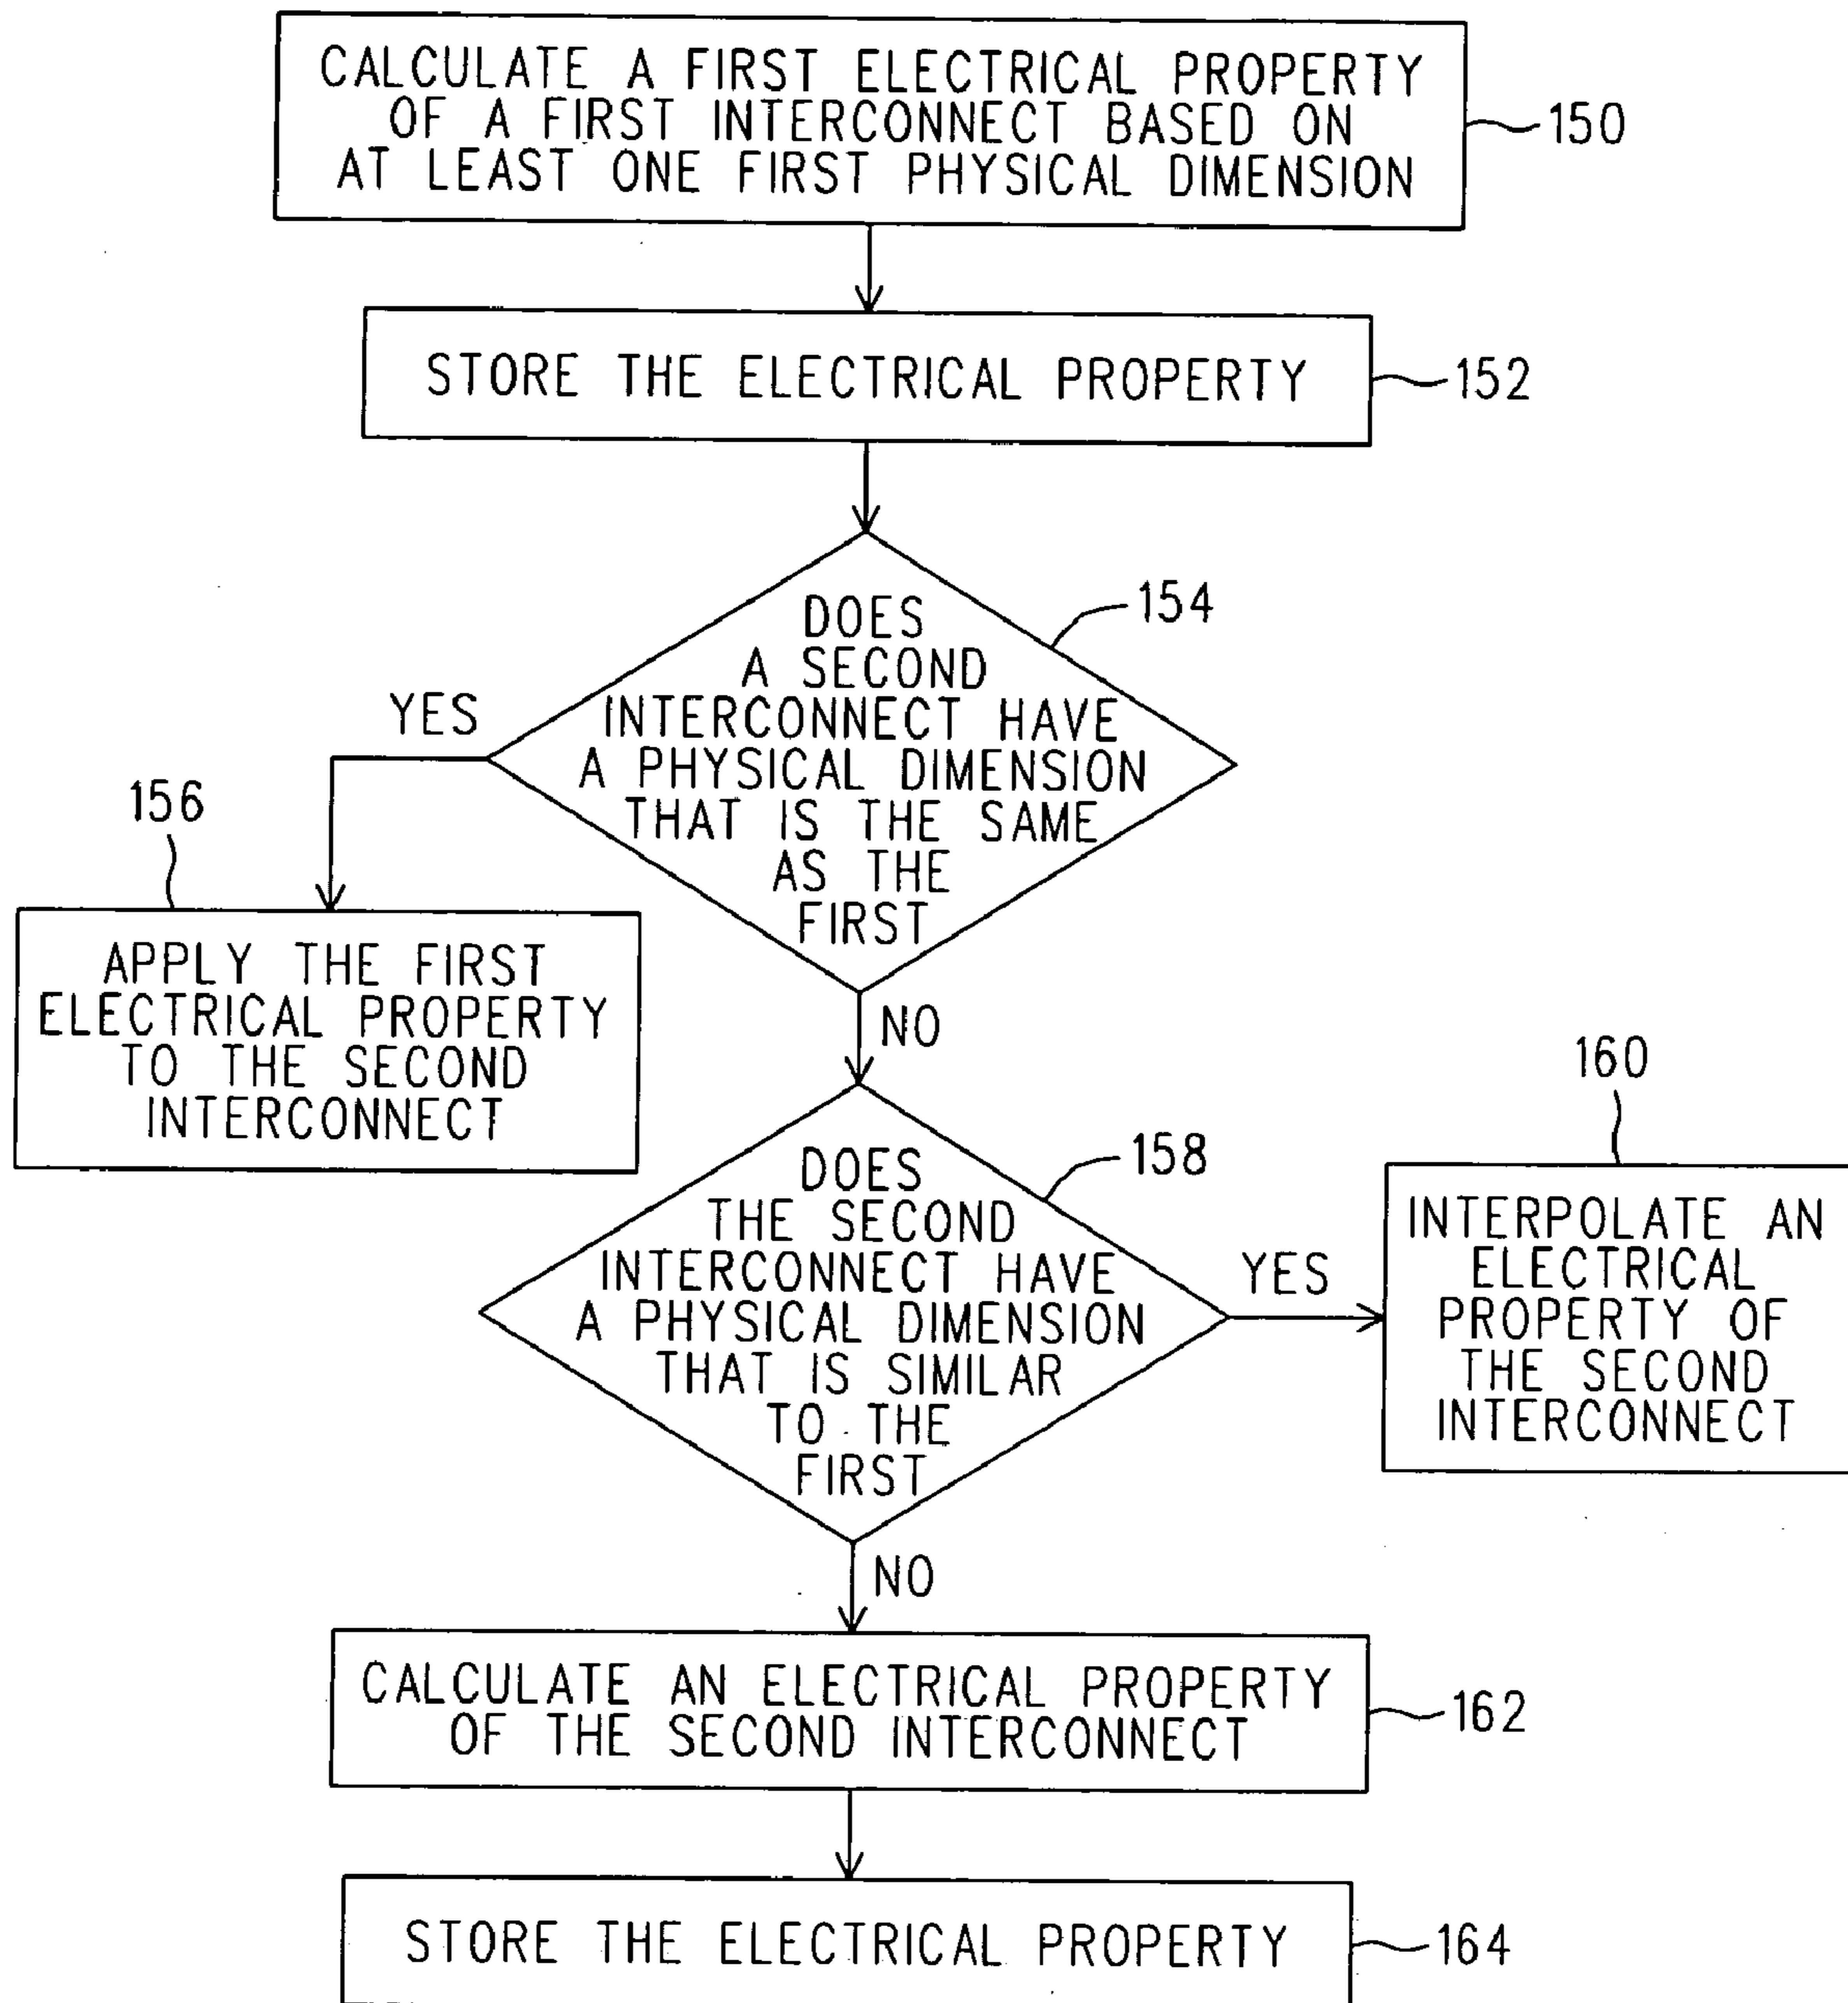 CALCULATE A FIRST ELECTRICAL PROPERTY
OF A FIRST INTERCONNECT BASED ON
AT LEAST ONE FIRST PHYSICAL DIMENSION
150
STORE THE ELECTRICAL PROPERTY
152
DOES
A SECOND
INTERCONNECT HAVE
A PHYSICAL DIMENSION
THAT IS THE SAME
AS THE
FIRST
154
YES
156
APPLY THE FIRST
ELECTRICAL PROPERTY
TO THE SECOND
INTERCONNECT
NO
DOES
THE SECOND
INTERCONNECT HAVE
A PHYSICAL DIMENSION
THAT IS SIMILAR
TO THE
FIRST
158
YES
160
INTERPOLATE AN
ELECTRICAL
PROPERTY OF
THE SECOND
INTERCONNECT
NO
CALCULATE AN ELECTRICAL PROPERTY
OF THE SECOND INTERCONNECT
162
STORE THE ELECTRICAL PROPERTY
164